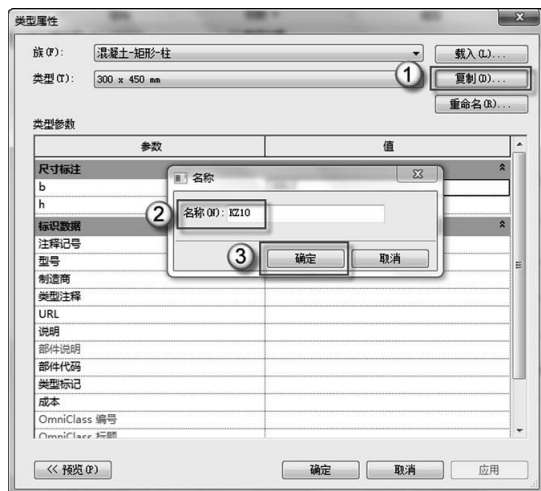 类型属性
族(F): 混凝土-矩形-柱 载入(L)...
类型(T): 300 x 450 mm ① 复制(D)...
重命名(R)...
类型参数
参数 值
尺寸标注
b
h
名称
② 名称(N): KZ10
③ 确定 取消
标识数据
注释记号
型号
制造商
类型注释
URL
说明
部件说明
部件代码
类型标记
成本
OmniClass 编号
OmniClass 标题
<< 预览(P) 确定 取消 应用